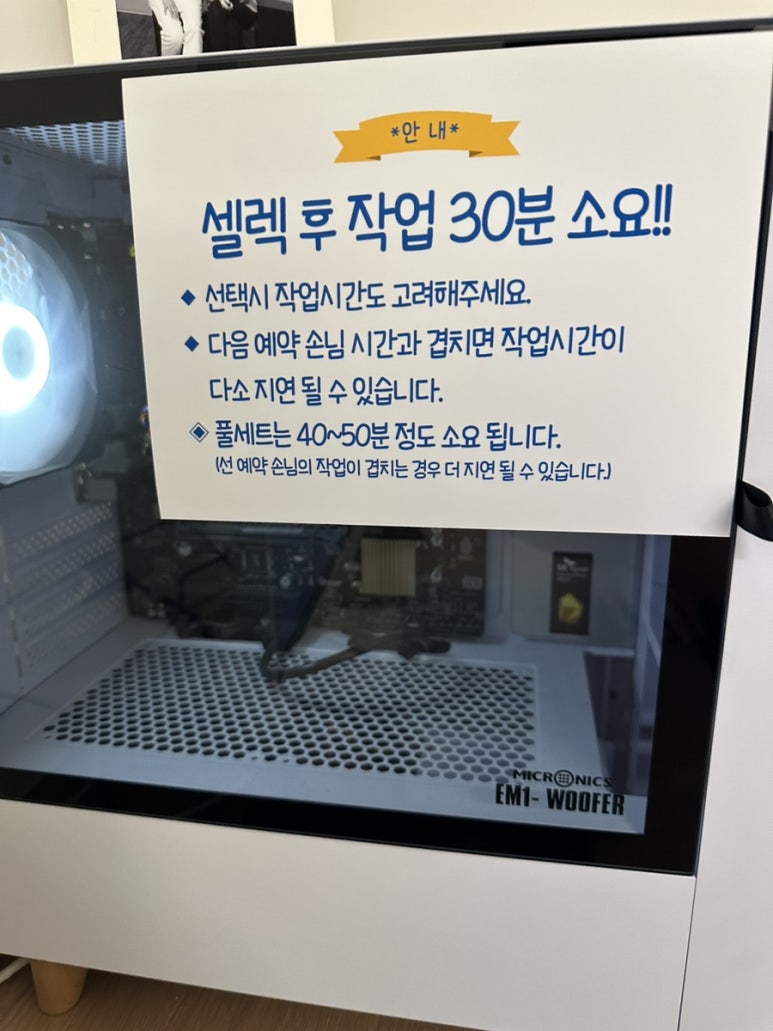 *안 내*
셀렉 후 작업 30분 소요!!
◆ 선택시 작업시간도 고려해주세요.
◆ 다음 예약 손님 시간과 겹치면 작업시간이
다소 지연 될 수 있습니다.
◈ 풀세트는 40~50분 정도 소요 됩니다.
(선 예약 손님의 작업이 겹치는 경우 더 지연 될 수 있습니다.)
MICRONICS
EM1- WOOFER